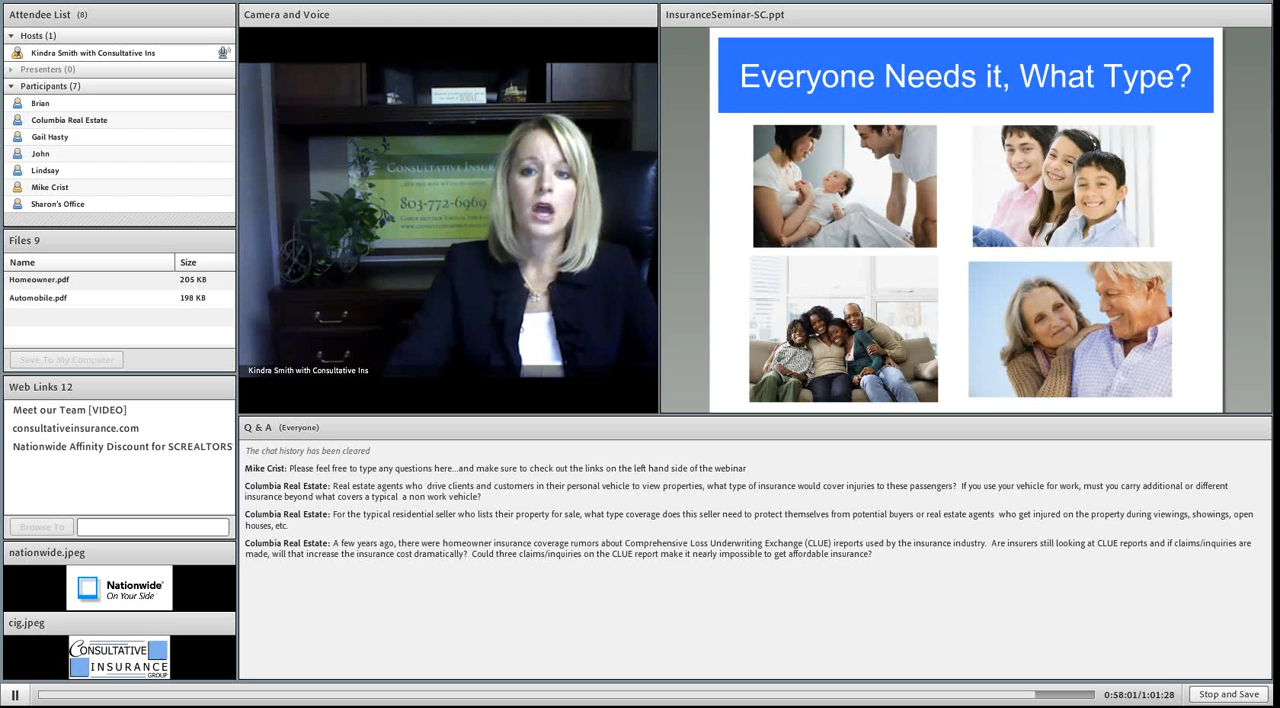 Attendee List (8)
Hosts (1)
Kindra Smith with Consultative Ins
Presenters (0)
Participants (7)
Brian
Columbia Real Estate
Gail Hasty
John
Lindsay
Mike Crist
Sharon's Office
Files 9
Name Size
Homeowner.pdf 205 KB
Automobile.pdf 198 KB
Save To My Computer
Web Links 12
Meet our Team [VIDEO]
consultativeinsurance.com
Nationwide Affinity Discount for SCREALTORS
Browse To
nationwide.jpeg
Nationwide®
On Your Side™
cig.jpeg
CONSULTATIVE
INSURANCE
GROUP
Camera and Voice
CONSULTATIVE INSUR
803-772-6969
Kindra Smith with Consultative Ins
InsuranceSeminar-SC.ppt
Everyone Needs it, What Type?
Q & A (Everyone)
The chat history has been cleared
Mike Crist: Please feel free to type any questions here...and make sure to check out the links on the left hand side of the webinar
Columbia Real Estate: Real estate agents who drive clients and customers in their personal vehicle to view properties, what type of insurance would cover injuries to these passengers? If you use your vehicle for work, must you carry additional or different
insurance beyond what covers a typical a non work vehicle?
Columbia Real Estate: For the typical residential seller who lists their property for sale, what type coverage does this seller need to protect themselves from potential buyers or real estate agents who get injured on the property during viewings, showings, open
houses, etc.
Columbia Real Estate: A few years ago, there were homeowner insurance coverage rumors about Comprehensive Loss Underwriting Exchange (CLUE) ireports used by the insurance industry. Are insurers still looking at CLUE reports and if claims/inquiries are
made, will that increase the insurance cost dramatically? Could three claims/inquiries on the CLUE report make it nearly impossible to get affordable insurance?
0:58:01/1:01:28
Stop and Save